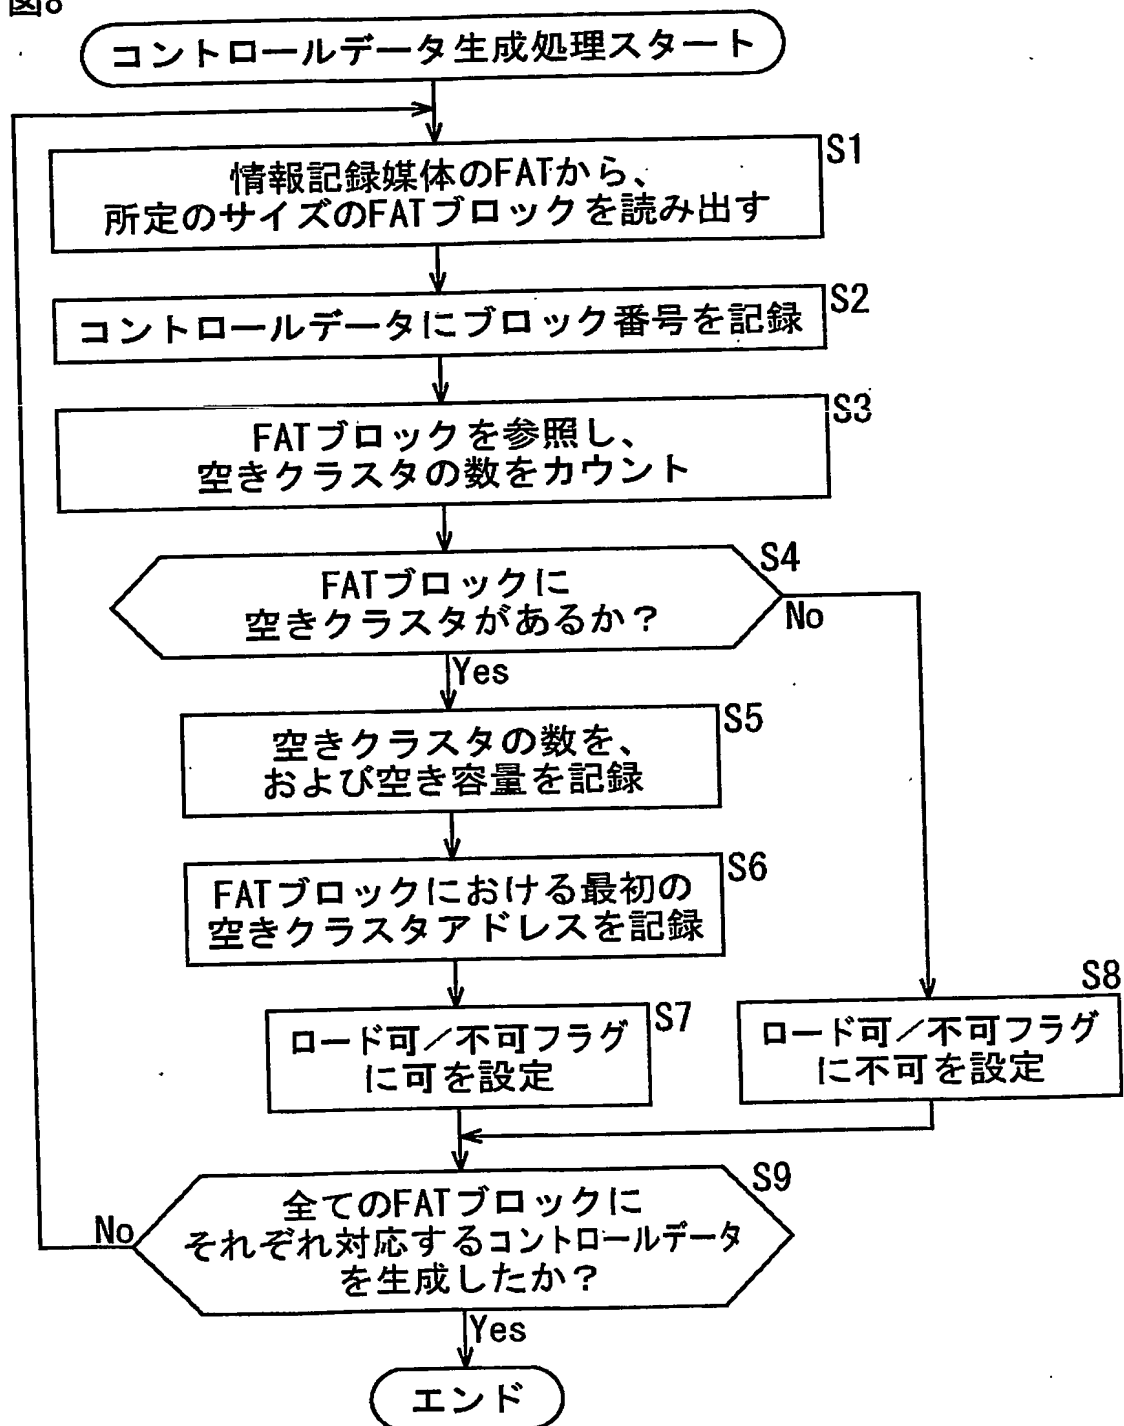 図8
コントロールデータ生成処理スタート
S1
情報記録媒体のFATから、
所定のサイズのFATブロックを読み出す
S2
コントロールデータにブロック番号を記録
S3
FATブロックを参照し、
空きクラスタの数をカウント
S4
FATブロックに
空きクラスタがあるか？
No
Yes
S5
空きクラスタの数を、
および空き容量を記録
S6
FATブロックにおける最初の
空きクラスタアドレスを記録
S7
ロード可／不可フラグ
に可を設定
S8
ロード可／不可フラグ
に不可を設定
S9
全てのFATブロックに
それぞれ対応するコントロールデータ
を生成したか？
No
Yes
エンド